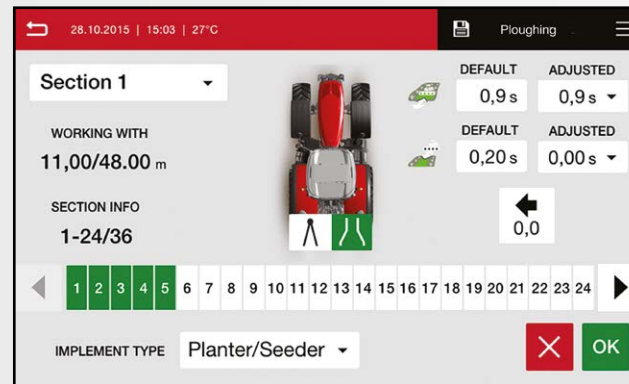 28.10.2015 | 15:03 | 27°C
Ploughing
Section 1
DEFAULT ADJUSTED
0,9 s 0,9 s
WORKING WITH
11,00/48.00 m
DEFAULT ADJUSTED
0,20 s 0,00 s
SECTION INFO
1-24/36
0,0
1 2 3 4 5 6 7 8 9 10 11 12 13 14 15 16 17 18 19 20 21 22 23 24
IMPLEMENT TYPE Planter/Seeder
OK